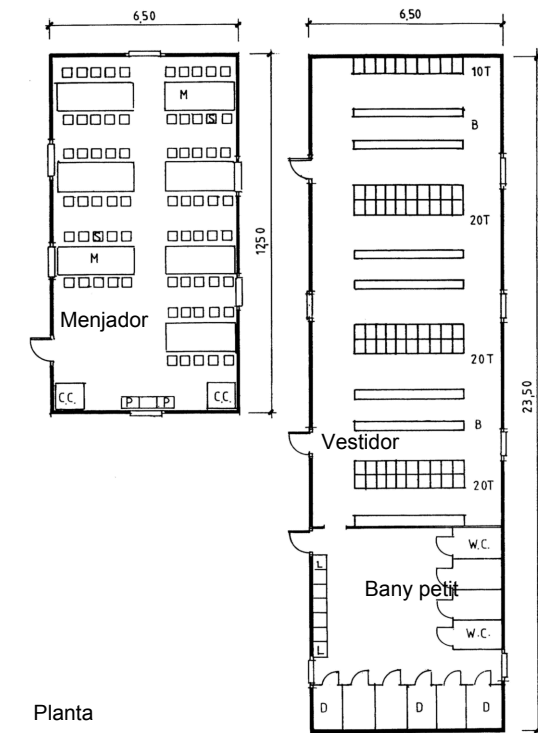 6,50
6,50
M
S
S
M
12,50
Menjador
C.C.
P P
C.C.
10T
B
20T
20T
23,50
B
Vestidor
20T
W.C.
L
Bany petit
W.C.
L
D D D
Planta